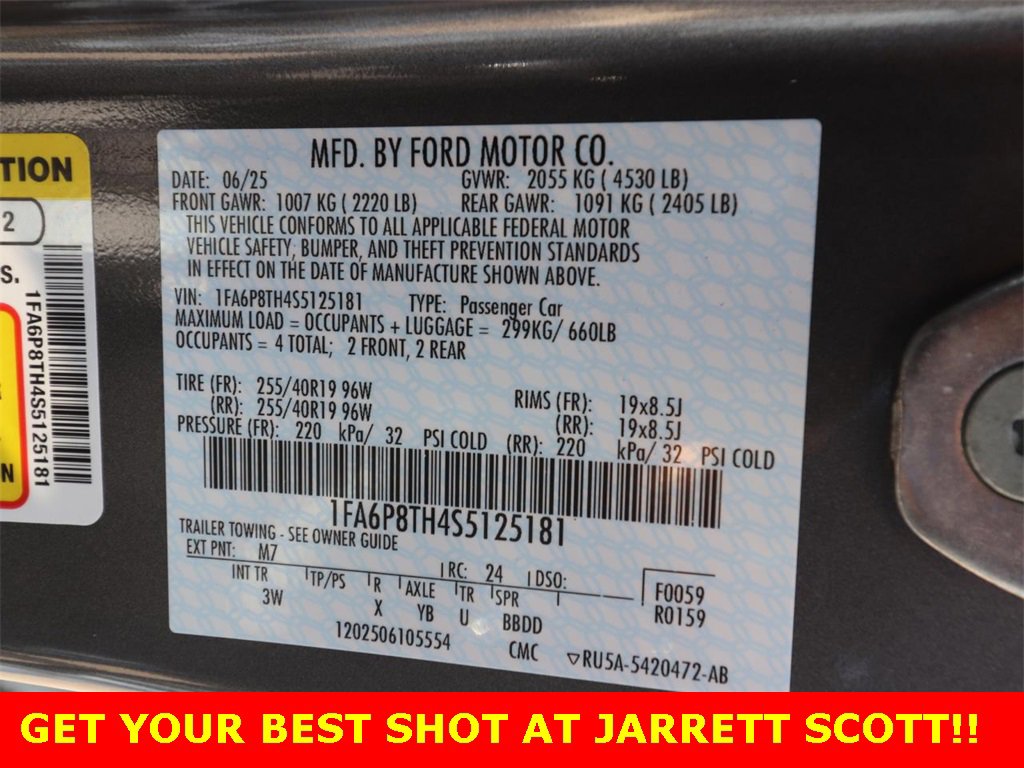 TION
2
S.
1FA6P8TH4S5125181
N
MFD. BY FORD MOTOR CO.
DATE: 06/25 GVWR: 2055 KG ( 4530 LB)
FRONT GAWR: 1007 KG ( 2220 LB) REAR GAWR: 1091 KG ( 2405 LB)
THIS VEHICLE CONFORMS TO ALL APPLICABLE FEDERAL MOTOR
VEHICLE SAFETY, BUMPER, AND THEFT PREVENTION STANDARDS
IN EFFECT ON THE DATE OF MANUFACTURE SHOWN ABOVE.
VIN: 1FA6P8TH4S5125181 TYPE: Passenger Car
MAXIMUM LOAD = OCCUPANTS + LUGGAGE = 299KG/ 660LB
OCCUPANTS = 4 TOTAL; 2 FRONT, 2 REAR
TIRE (FR): 255/40R19 96W RIMS (FR): 19x8.5J
(RR): 255/40R19 96W (RR): 19x8.5J
PRESSURE (FR): 220 kPa/ 32 PSI COLD (RR): 220 kPa/ 32 PSI COLD
1FA6P8TH4S5125181
TRAILER TOWING - SEE OWNER GUIDE
EXT PNT: M7 RC: 24 DSO:
INT TR TP/PS R AXLE TR SPR F0059
3W X YB U BBDD R0159
1202506105554 CMC ▽RU5A-5420472-AB
GET YOUR BEST SHOT AT JARRETT SCOTT!!